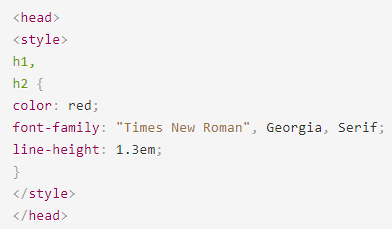 <head>
<style>
h1,
h2 {
color: red;
font-family: "Times New Roman", Georgia, Serif;
line-height: 1.3em;
}
</style>
</head>